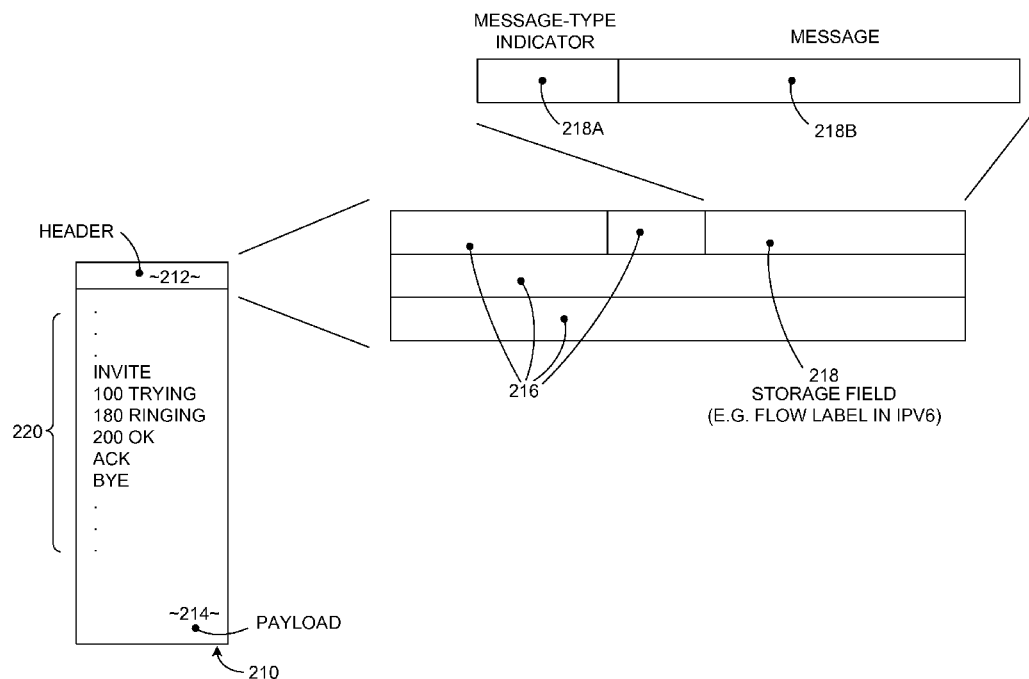 MESSAGE-TYPE
INDICATOR
MESSAGE
218A
218B
HEADER
~212~
216
218
STORAGE FIELD
(E.G. FLOW LABEL IN IPV6)
.
.
.
INVITE
100 TRYING
180 RINGING
200 OK
ACK
BYE
.
.
.
220
~214~
PAYLOAD
210